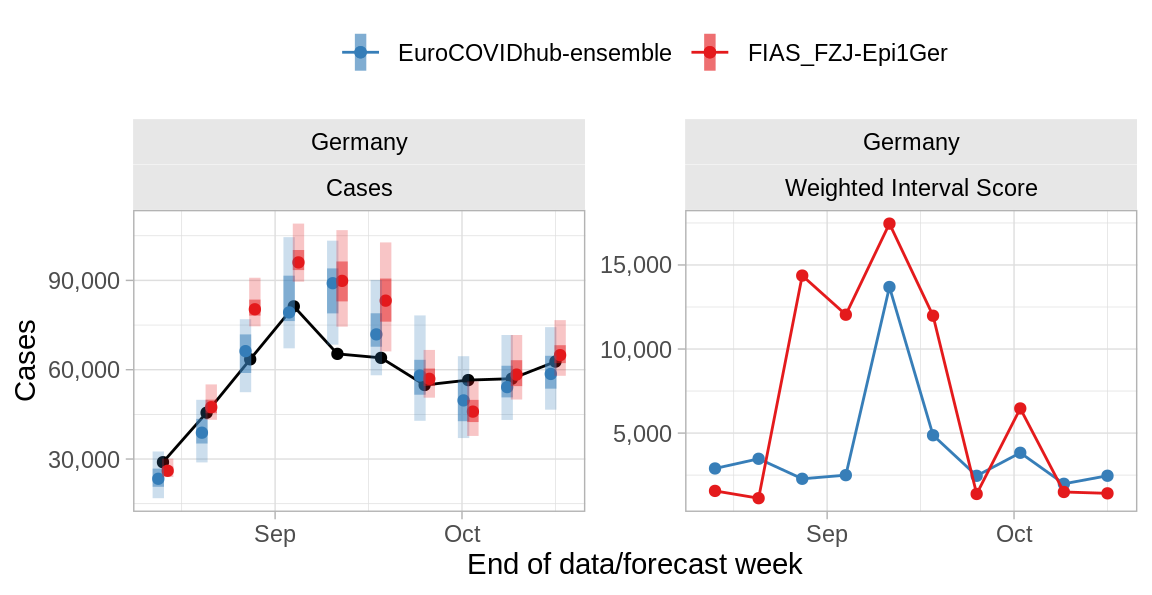 EuroCOVIDhub-ensemble FIAS_FZJ-Epi1Ger
Germany
Cases
Germany
Weighted Interval Score
Cases
90,000
60,000
30,000
Sep Oct
15,000
10,000
5,000
Sep Oct
End of data/forecast week